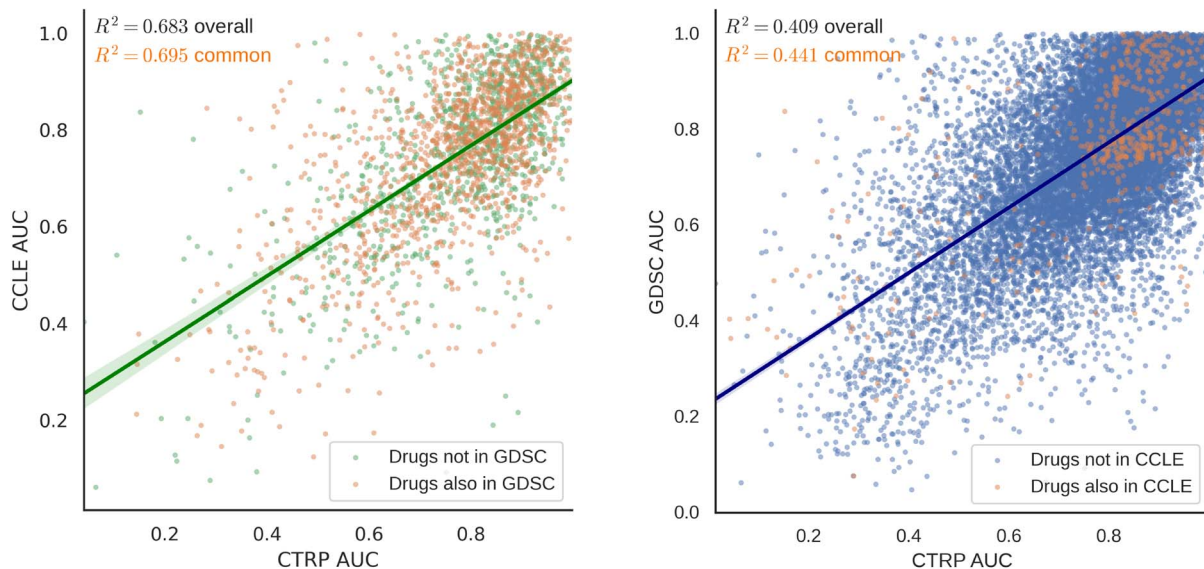 R² = 0.683 overall
R² = 0.695 common
1.0
0.8
0.6
0.4
0.2
CCLE AUC
Drugs not in GDSC
Drugs also in GDSC
0.2 0.4 0.6 0.8
CTRP AUC
R² = 0.409 overall
R² = 0.441 common
1.0
0.8
0.6
0.4
0.2
0.0
GDSC AUC
Drugs not in CCLE
Drugs also in CCLE
0.2 0.4 0.6 0.8
CTRP AUC